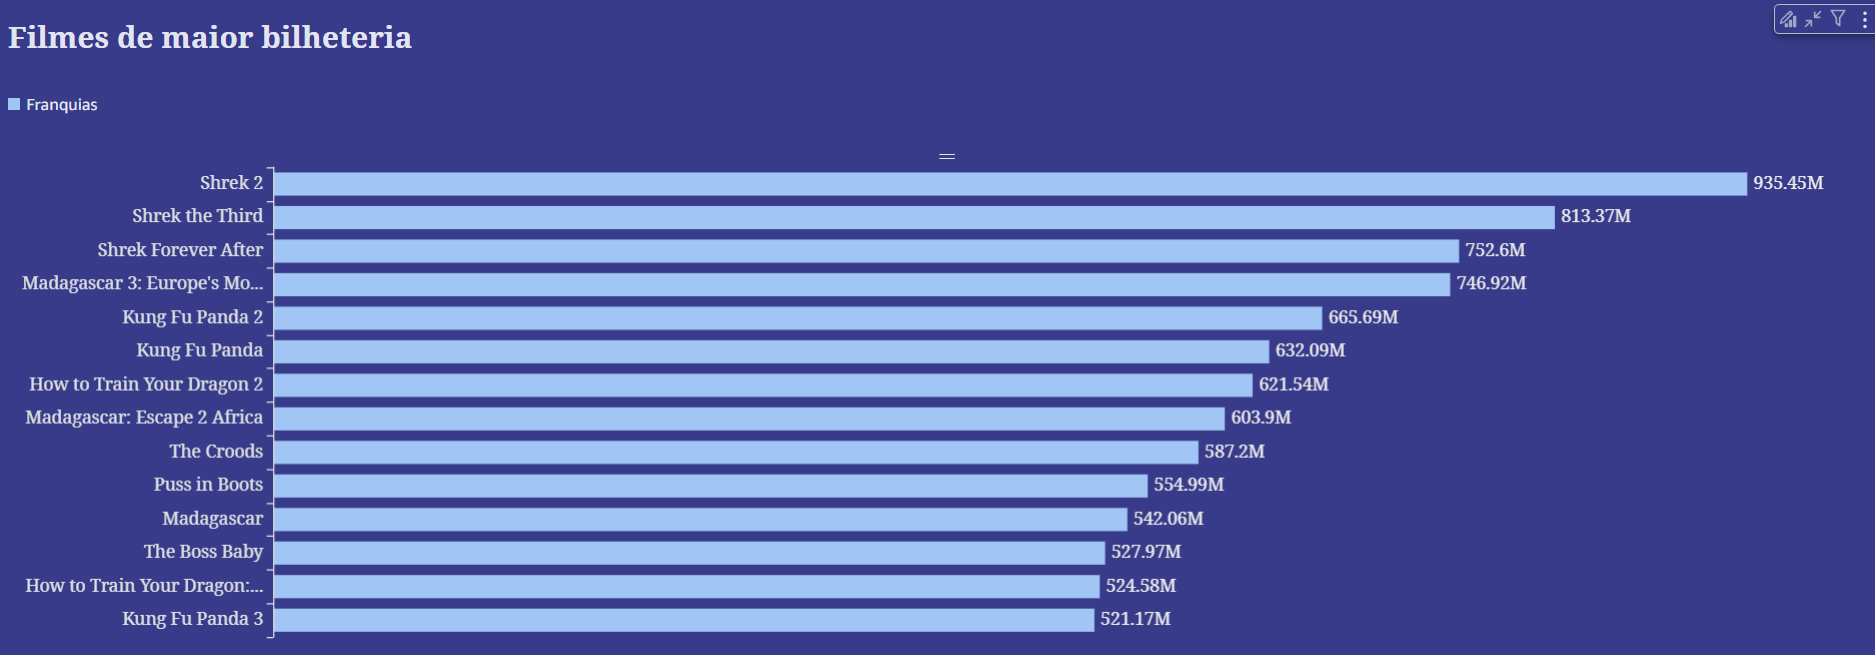 Filmes de maior bilheteria
Franquias
Shrek 2 935.45M
Shrek the Third 813.37M
Shrek Forever After 752.6M
Madagascar 3: Europe's Mo... 746.92M
Kung Fu Panda 2 665.69M
Kung Fu Panda 632.09M
How to Train Your Dragon 2 621.54M
Madagascar: Escape 2 Africa 603.9M
The Croods 587.2M
Puss in Boots 554.99M
Madagascar 542.06M
The Boss Baby 527.97M
How to Train Your Dragon:... 524.58M
Kung Fu Panda 3 521.17M